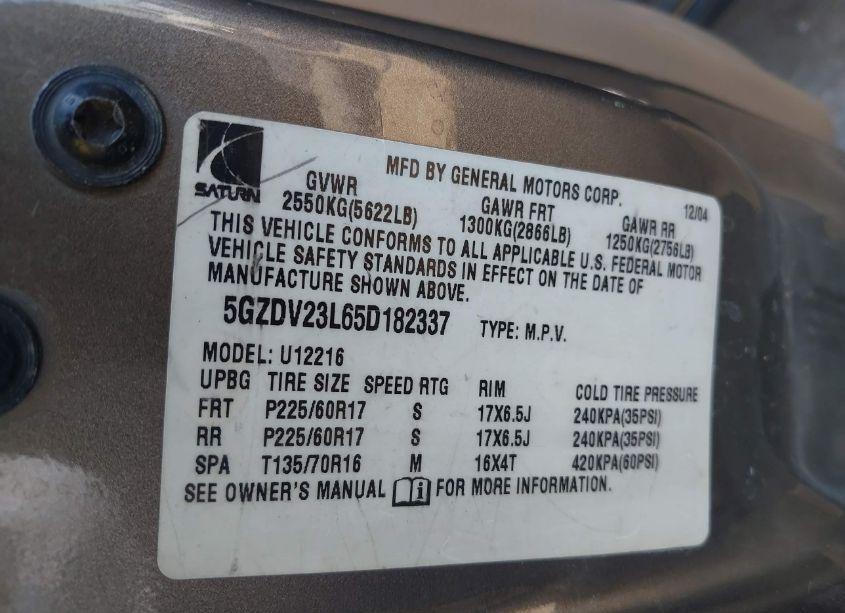 SATURN
MFD BY GENERAL MOTORS CORP. 12/04
GVWR GAWR FRT GAWR RR
2550KG(5622LB) 1300KG(2866LB) 1250KG(2756LB)
THIS VEHICLE CONFORMS TO ALL APPLICABLE U.S. FEDERAL MOTOR
VEHICLE SAFETY STANDARDS IN EFFECT ON THE DATE OF
MANUFACTURE SHOWN ABOVE.
5GZDV23L65D182337 TYPE: M.P.V.
MODEL: U12216
UPBG TIRE SIZE SPEED RTG RIM COLD TIRE PRESSURE
FRT P225/60R17 S 17X6.5J 240KPA(35PSI)
RR P225/60R17 S 17X6.5J 240KPA(35PSI)
SPA T135/70R16 M 16X4T 420KPA(60PSI)
SEE OWNER'S MANUAL i FOR MORE INFORMATION.